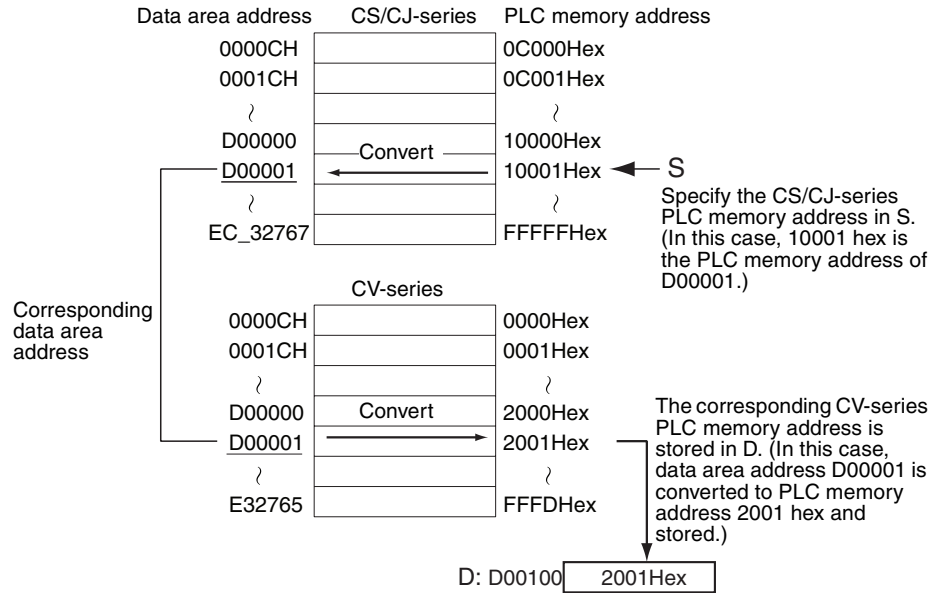 Data area address CS/CJ-series PLC memory address
0000CH 0C000Hex
0001CH 0C001Hex
~ ~
D00000 10000Hex
Convert
D00001 10001Hex S
~ ~
EC_32767 FFFFFHex
Specify the CS/CJ-series
PLC memory address in S.
(In this case, 10001 hex is
the PLC memory address of
D00001.)
Corresponding
data area
address
CV-series
0000CH 0000Hex
0001CH 0001Hex
~ ~
D00000 Convert 2000Hex
D00001 2001Hex
~ ~
E32765 FFFDHex
The corresponding CV-series
PLC memory address is
stored in D. (In this case,
data area address D00001 is
converted to PLC memory
address 2001 hex and
stored.)
D: D00100 2001Hex